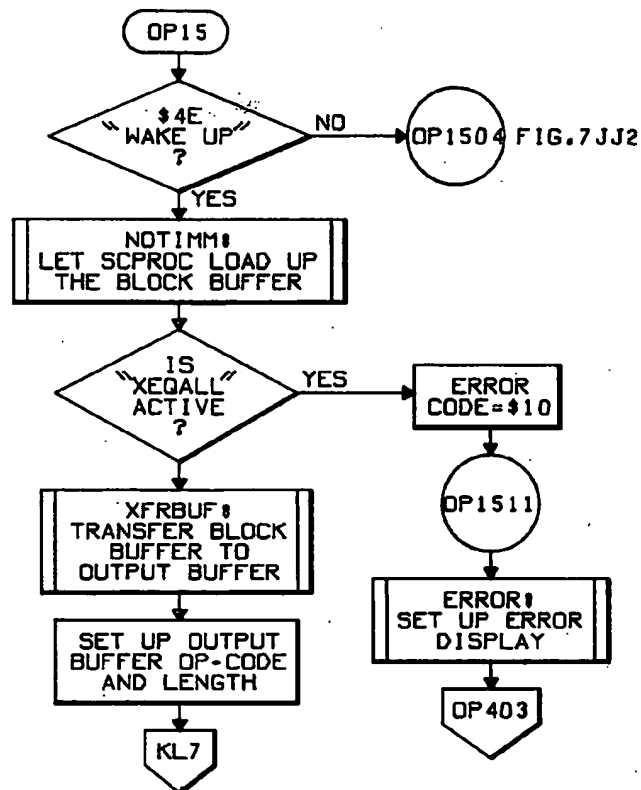 OP15
$4E
"WAKE UP"
?
NO
OP1504 FIG.7JJ2
YES
NOTIMM:
LET SCPROC LOAD UP
THE BLOCK BUFFER
IS
"XEQALL"
ACTIVE
?
YES
ERROR
CODE=$10
OP1511
XFRBUF:
TRANSFER BLOCK
BUFFER TO
OUTPUT BUFFER
ERROR:
SET UP ERROR
DISPLAY
SET UP OUTPUT
BUFFER OP-CODE
AND LENGTH
OP403
KL7